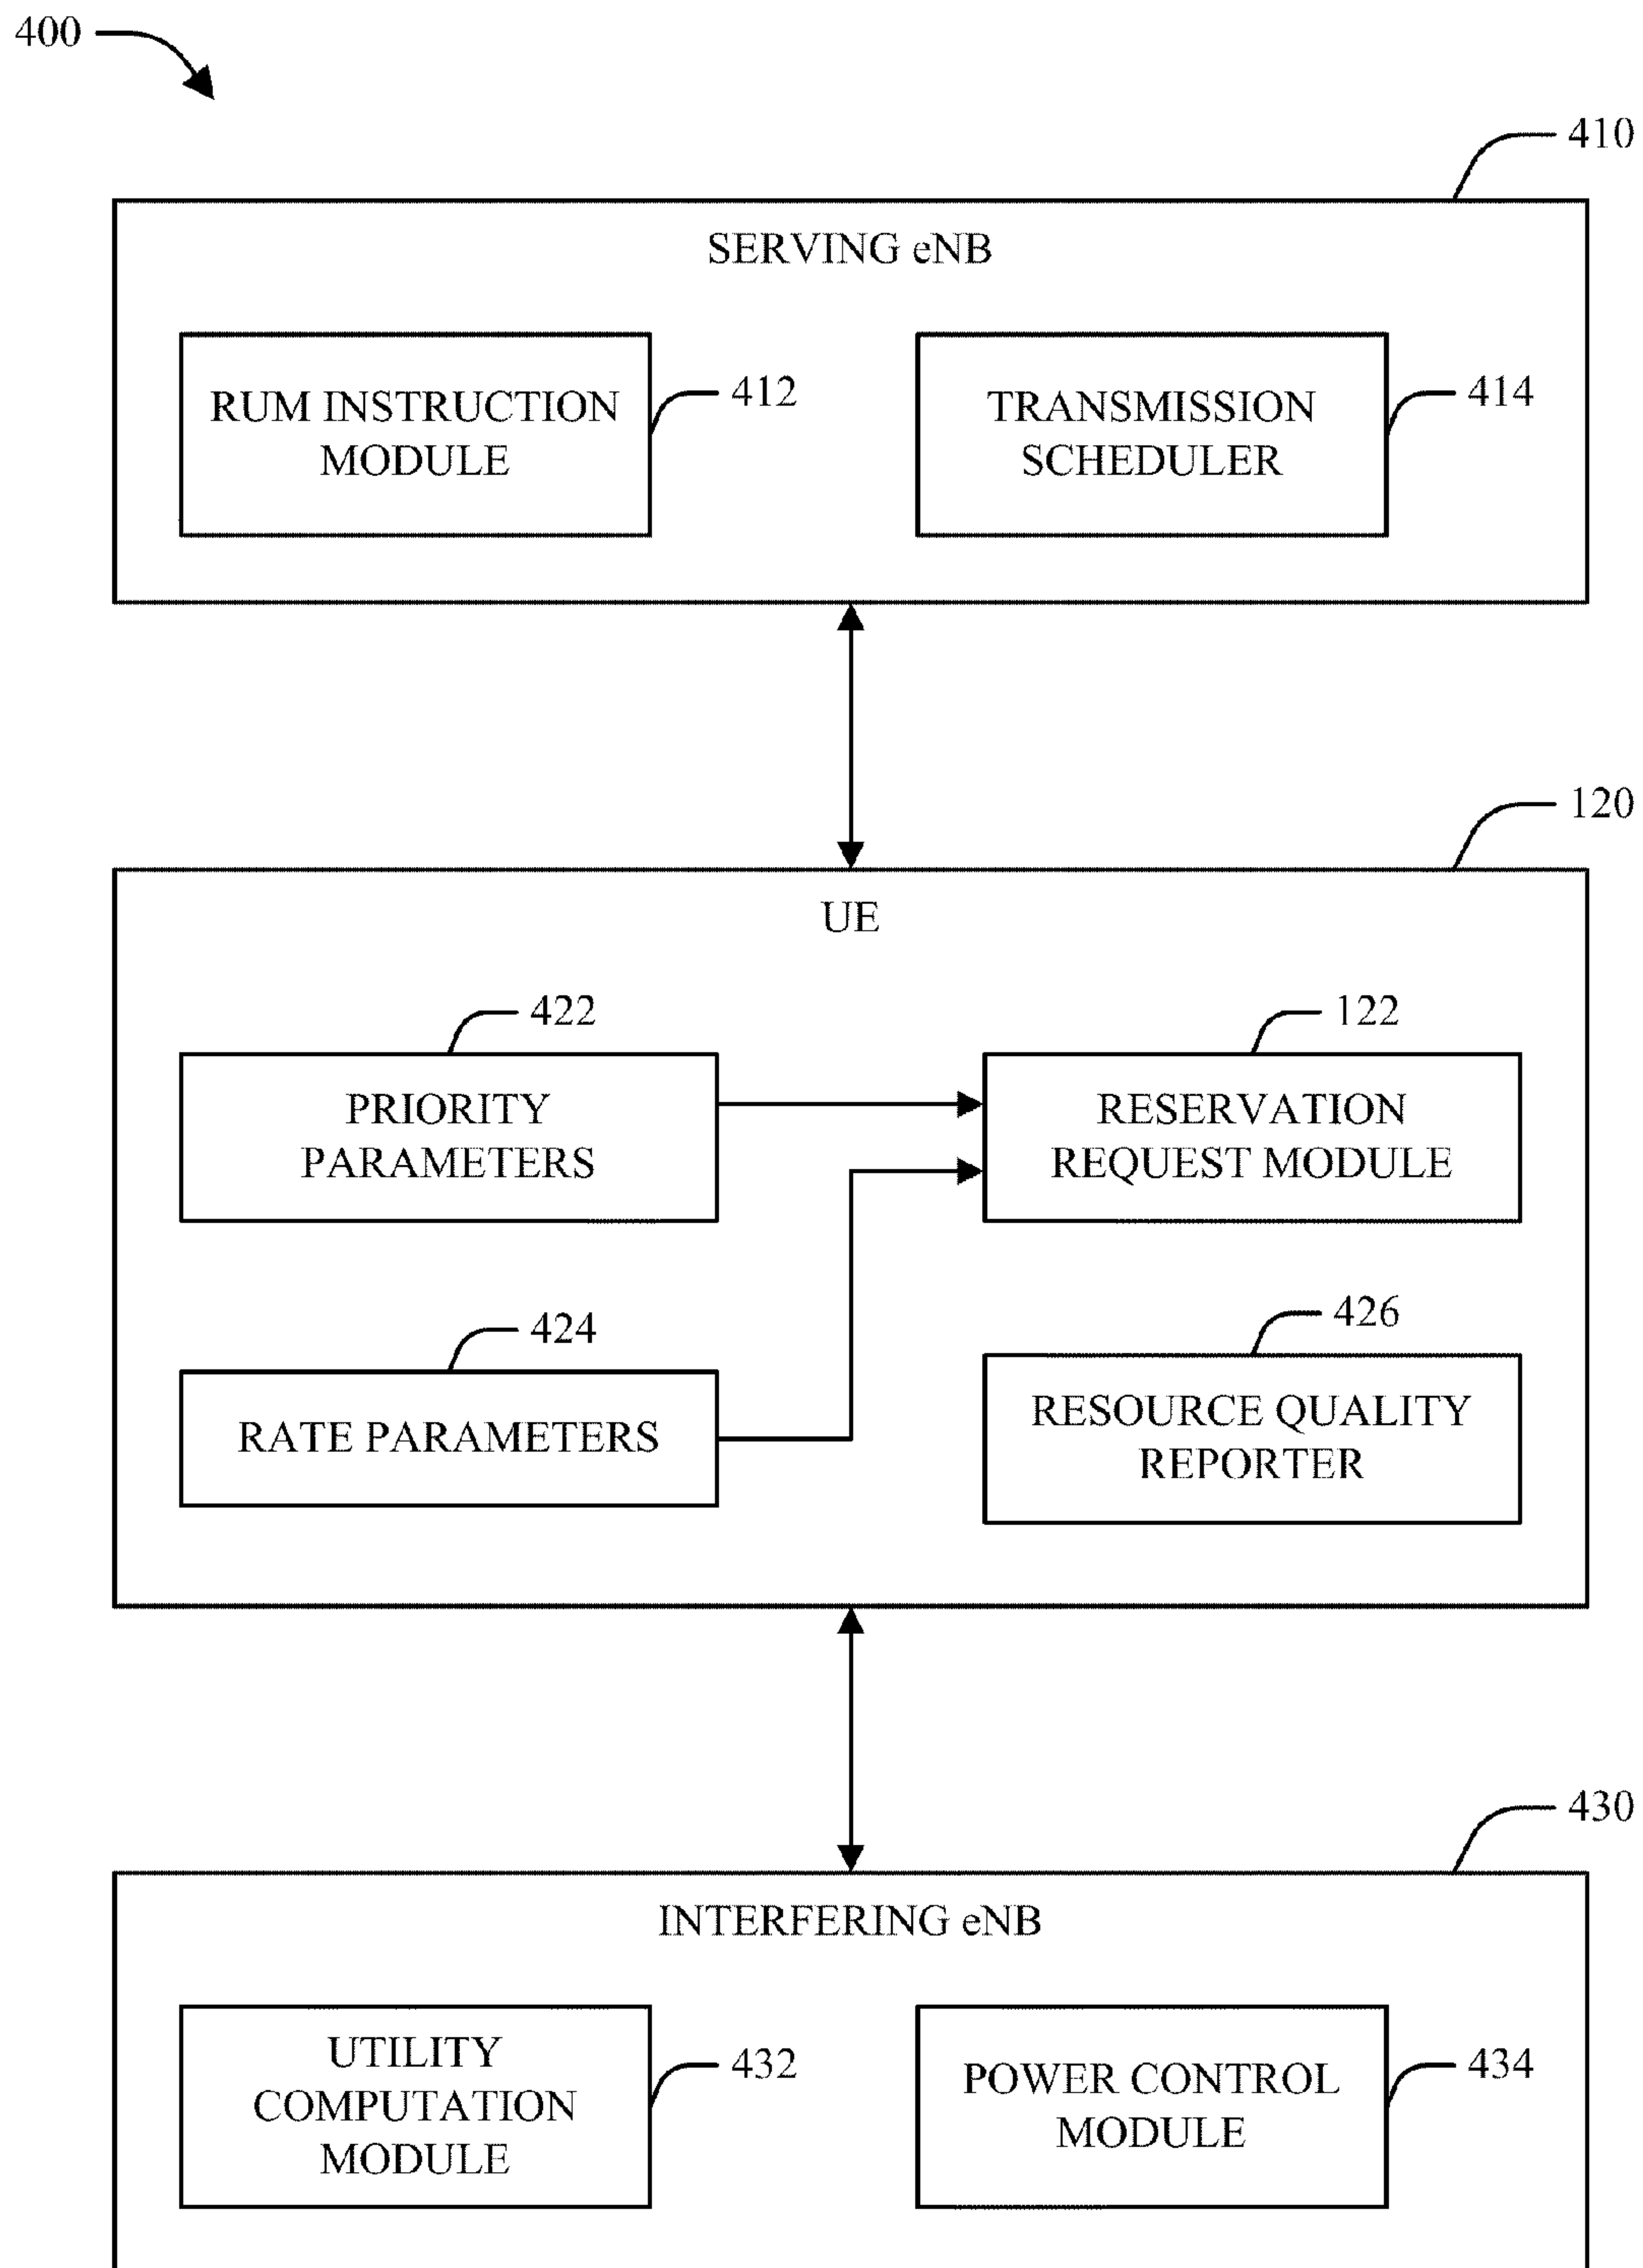 400
410
SERVING eNB
RUM INSTRUCTION
MODULE
412
TRANSMISSION
SCHEDULER
414
120
UE
422
122
PRIORITY
PARAMETERS
RESERVATION
REQUEST MODULE
424
426
RATE PARAMETERS
RESOURCE QUALITY
REPORTER
430
INTERFERING eNB
UTILITY
COMPUTATION
MODULE
432
POWER CONTROL
MODULE
434